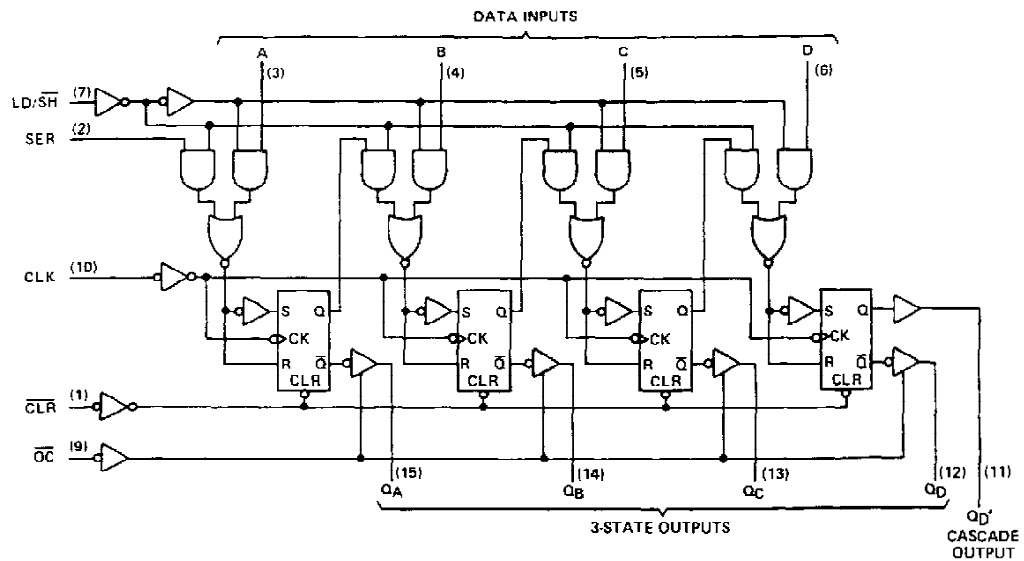 DATA INPUTS
A B C D
(3) (4) (5) (6)
LD/SH (7)
SER (2)
CLK (10)
S Q S Q S Q S Q
CK CK CK CK
R Q R Q R Q R Q
CLR CLR CLR CLR
CLR (1)
OC (9)
(15) (14) (13) (12) (11)
QA QB QC QD
QD'
3-STATE OUTPUTS
CASCADE
OUTPUT